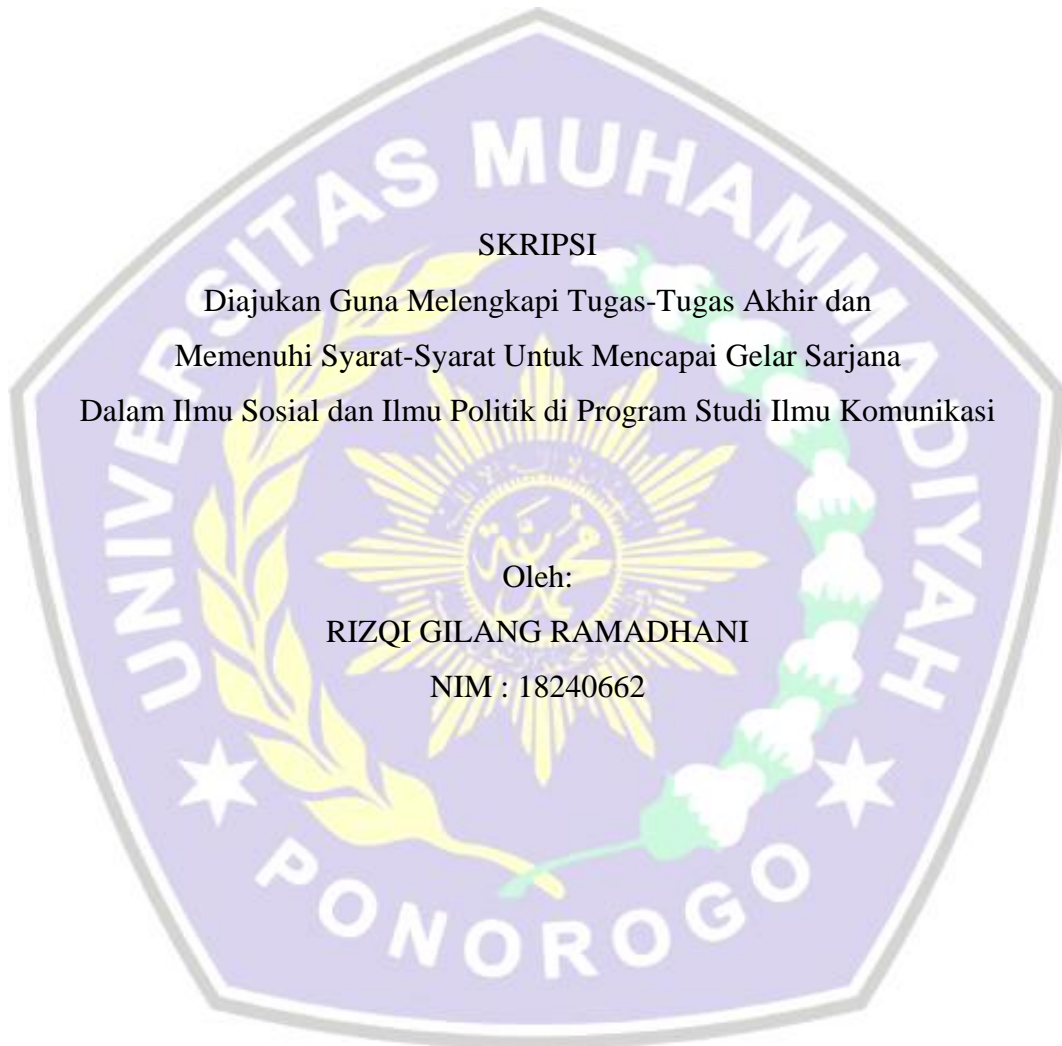 UNIVERSITAS MUHAMMADIYAH
SKRIPSI
Diajukan Guna Melengkapi Tugas-Tugas Akhir dan
Memenuhi Syarat-Syarat Untuk Mencapai Gelar Sarjana
Dalam Ilmu Sosial dan Ilmu Politik di Program Studi Ilmu Komunikasi
Oleh:
RIZQI GILANG RAMADHANI
NIM : 18240662
PONOROGO